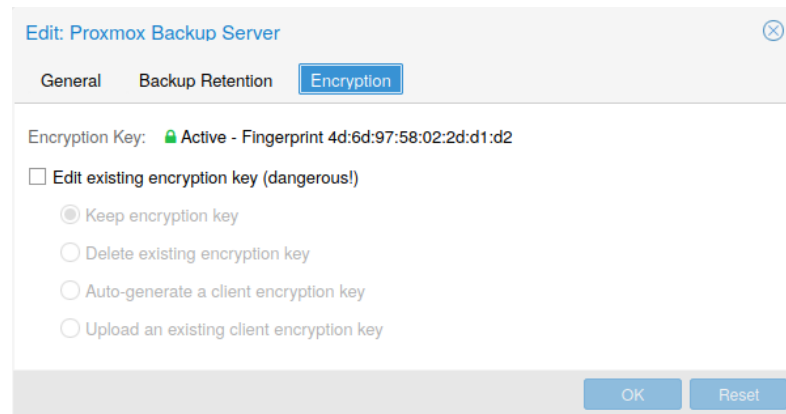 Edit: Proxmox Backup Server
General Backup Retention Encryption
Encryption Key: Active - Fingerprint 4d:6d:97:58:02:2d:d1:d2
Edit existing encryption key (dangerous!)
Keep encryption key
Delete existing encryption key
Auto-generate a client encryption key
Upload an existing client encryption key
OK Reset